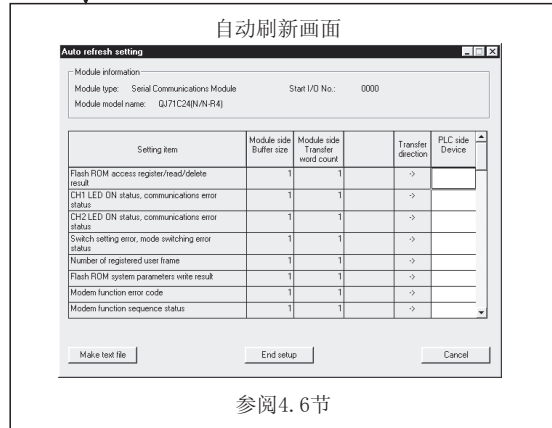 自动刷新画面
Auto refresh setting
Module information
Module type: Serial Communications Module Start I/O No.: 0000
Module model name: QJ71C24(N/N-R4)
Setting item Module side Buffer size Module side Transfer word count Transfer direction PLC side Device
Flash ROM access register/read/delete result 1 1 ->
CH1 LED ON status, communications error status 1 1 ->
CH2 LED ON status, communications error status 1 1 ->
Switch setting error, mode switching error status 1 1 ->
Number of registered user frame 1 1 ->
Flash ROM system parameters write result 1 1 ->
Modem function error code 1 1 ->
Modem function sequence status 1 1 ->
Make text file End setup Cancel
参阅4.6节